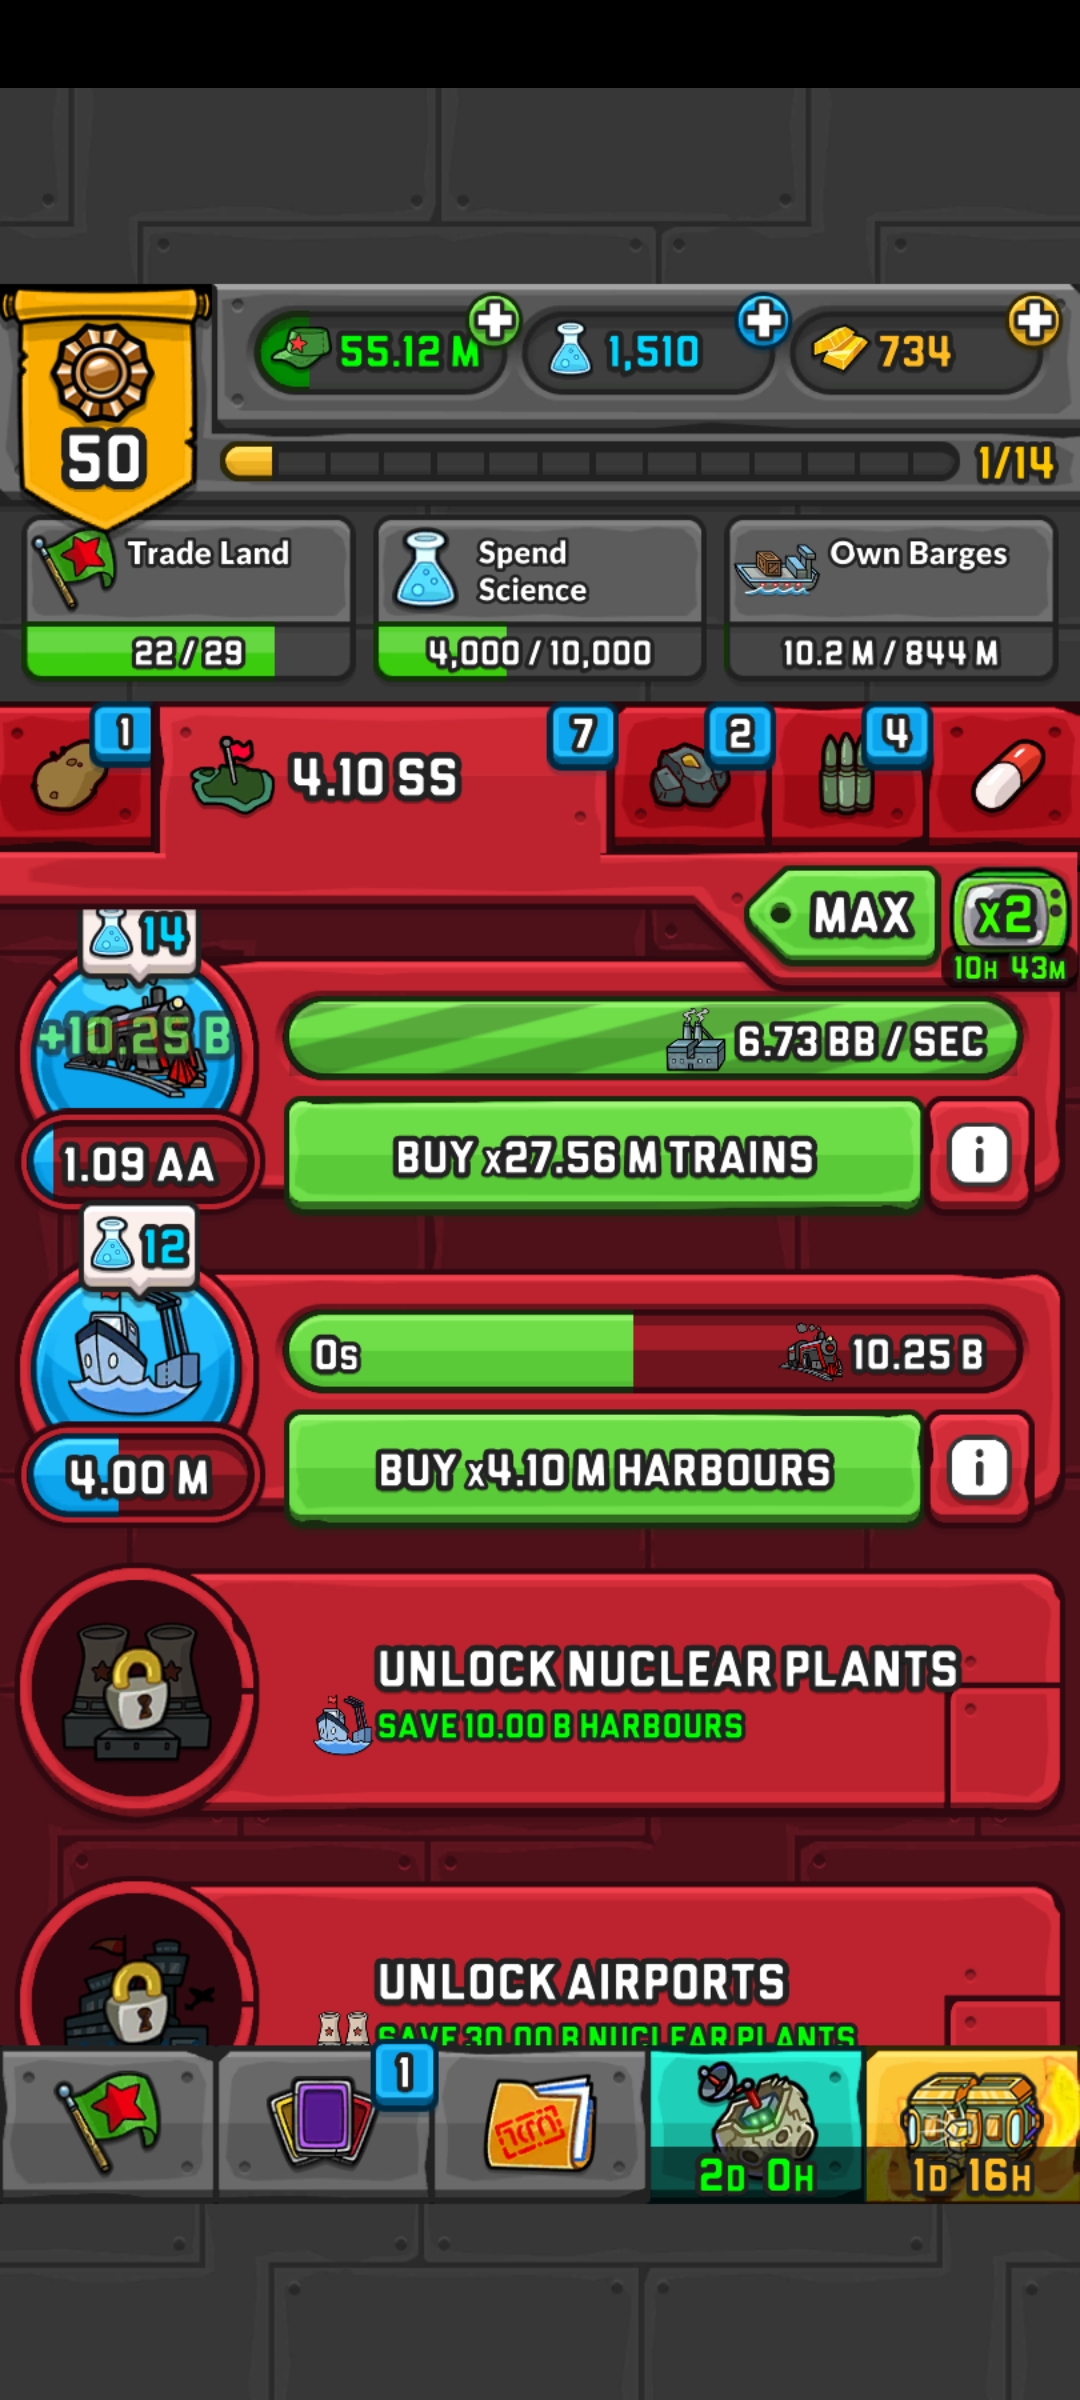 55.12 M
1,510
734
50
1/14
Trade Land
22/29
Spend
Science
4,000/10,000
Own Barges
10.2 M/844 M
1
4.10 SS
7
2
4
MAX
x2
10H 43M
14
+10.25 B
6.73 BB / SEC
1.09 AA
BUY x27.56 M TRAINS
i
12
0s
10.25 B
4.00 M
BUY x4.10 M HARBOURS
i
UNLOCK NUCLEAR PLANTS
SAVE 10.00 B HARBOURS
UNLOCK AIRPORTS
SAVE 30.00 B NUCLEAR PLANTS
1
2D 0H
1D 16H